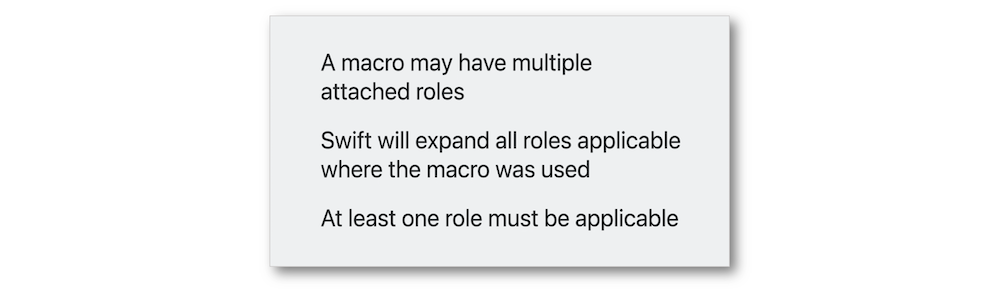 A macro may have multiple
attached roles
Swift will expand all roles applicable
where the macro was used
At least one role must be applicable